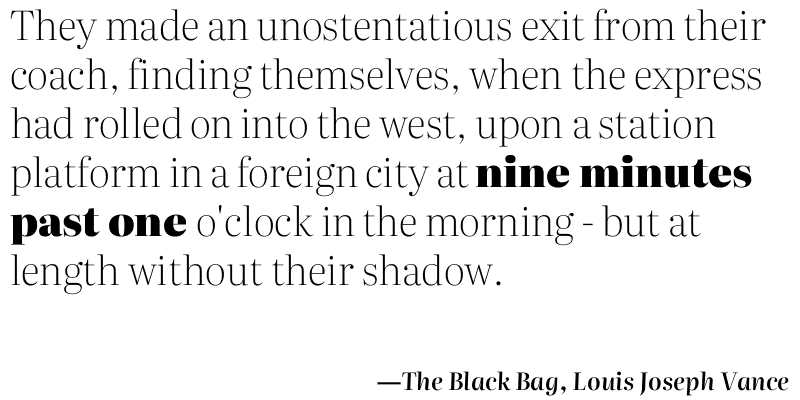 They made an unostentatious exit from their
coach, finding themselves, when the express
had rolled on into the west, upon a station
platform in a foreign city at nine minutes
past one o'clock in the morning - but at
length without their shadow.
—The Black Bag, Louis Joseph Vance